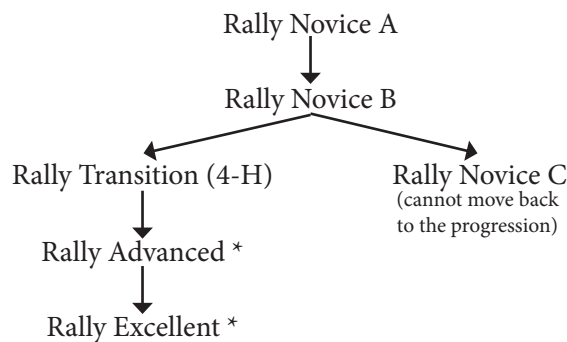 Rally Novice A
Rally Novice B
Rally Transition (4-H)
Rally Novice C
(cannot move back
to the progression)
Rally Advanced *
Rally Excellent *